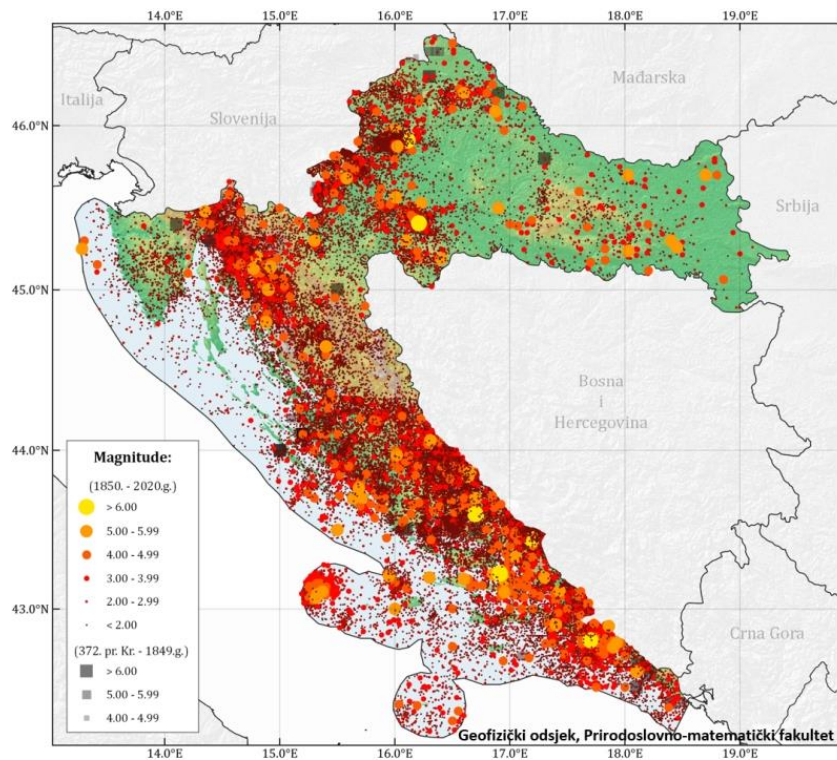 14.0°E 15.0°E 16.0°E 17.0°E 18.0°E 19.0°E
Italija
Slovenija
Mađarska
46.0°N
Srbija
45.0°N
Bosna
i
Hercegovina
44.0°N
Magnitude:
(1850. - 2020.g.)
> 6.00
5.00 - 5.99
4.00 - 4.99
3.00 - 3.99
2.00 - 2.99
< 2.00
(372. pr. Kr. - 1849.g.)
> 6.00
5.00 - 5.99
4.00 - 4.99
43.0°N
Crna Gora
Geofizički odsjek, Prirodoslovno-matematički fakultet
14.0°E 15.0°E 16.0°E 17.0°E 18.0°E 19.0°E